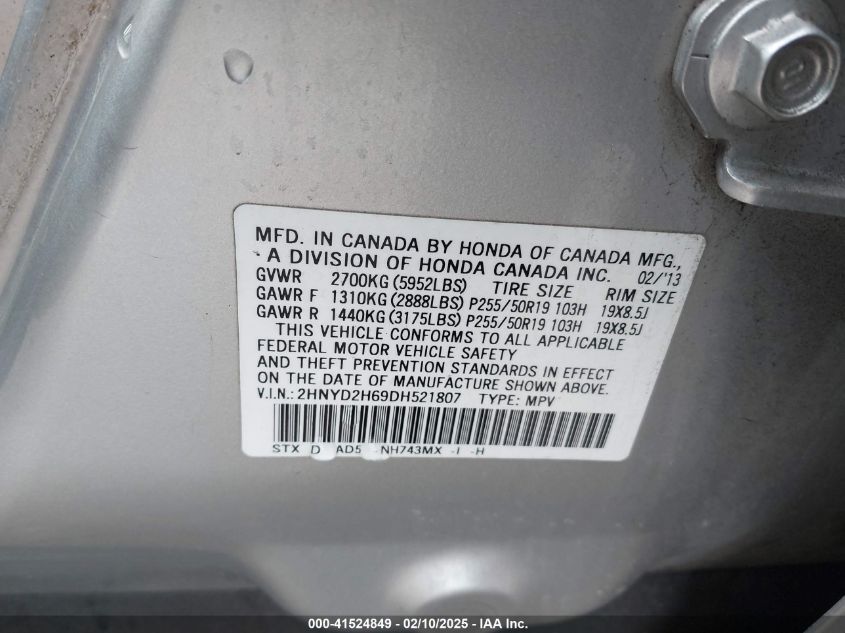 MFD. IN CANADA BY HONDA OF CANADA MFG.,
A DIVISION OF HONDA CANADA INC. 02/'13
GVWR 2700KG (5952LBS) TIRE SIZE RIM SIZE
GAWR F 1310KG (2888LBS) P255/50R19 103H 19X8.5J
GAWR R 1440KG (3175LBS) P255/50R19 103H 19X8.5J
THIS VEHICLE CONFORMS TO ALL APPLICABLE
FEDERAL MOTOR VEHICLE SAFETY
AND THEFT PREVENTION STANDARDS IN EFFECT
ON THE DATE OF MANUFACTURE SHOWN ABOVE.
V.I.N.: 2HNYD2H69DH521807 TYPE: MPV
STX D AD5 -NH743MX -I -H
000-41524849 - 02/10/2025 - IAA Inc.